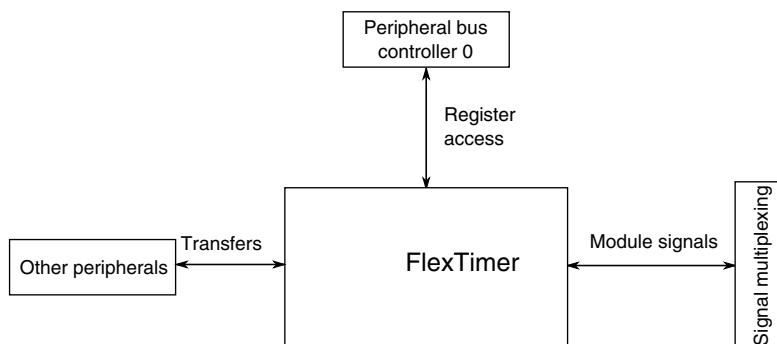 Peripheral bus
controller 0
Register
access
Transfers
Other peripherals
FlexTimer
Module signals
Signal multiplexing